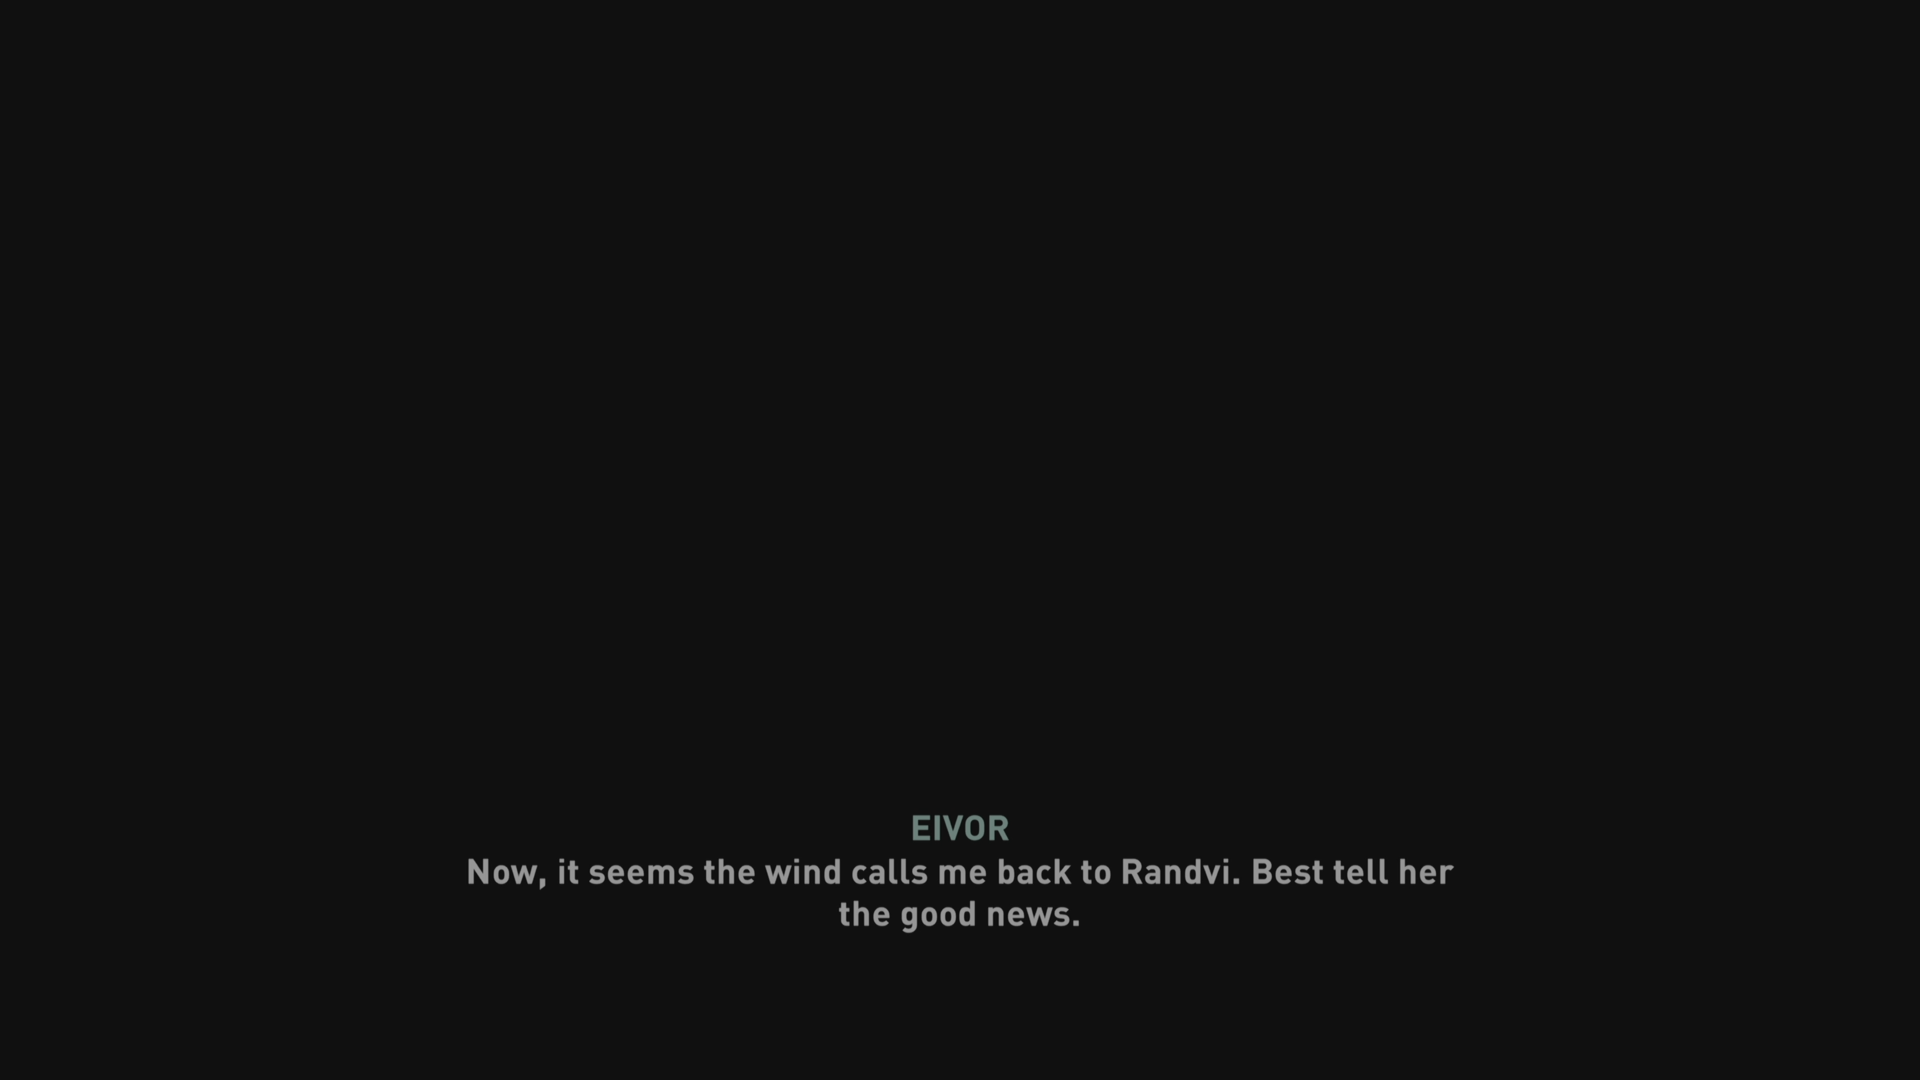 EIVOR
Now, it seems the wind calls me back to Randvi. Best tell her
the good news.